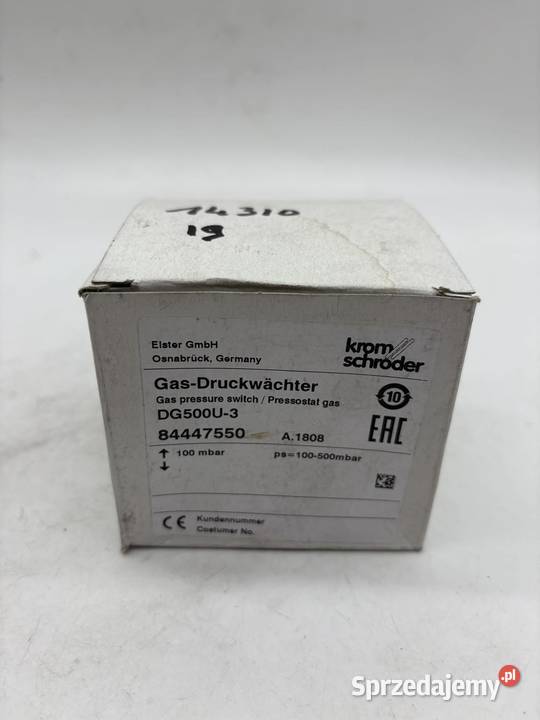 14310
19
Elster GmbH
Osnabrück, Germany
krom
schröder
Gas-Druckwächter
Gas pressure switch / Pressostat gas
DG500U-3
10
84447550 A.1808
EAC
↑ 100 mbar ps=100-500mbar
↓
CE Kundennummer
Costumer No.
Sprzedajemy.pl